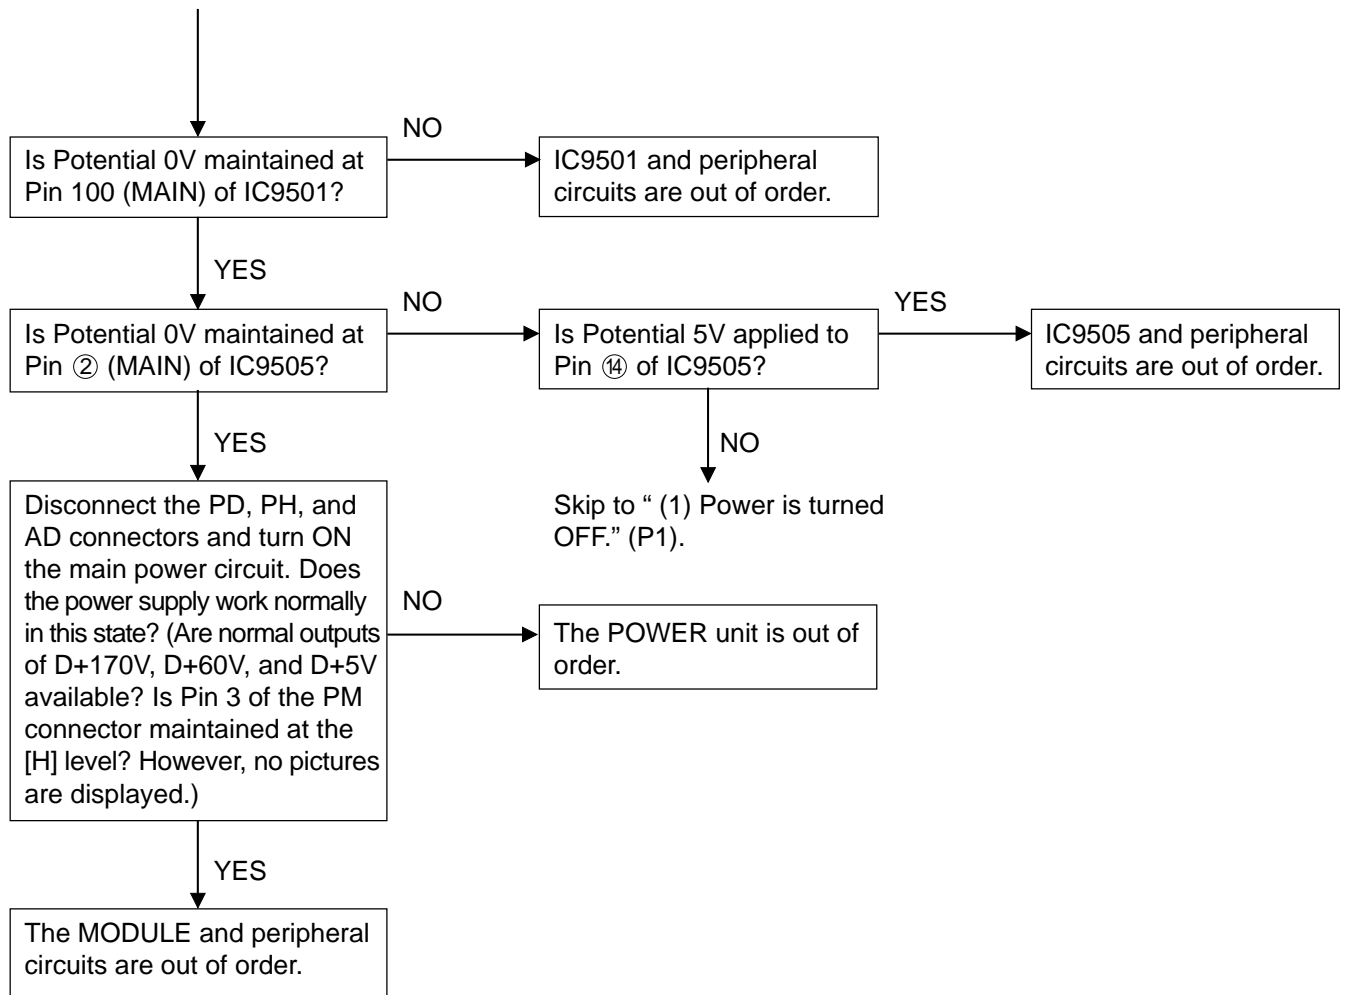 NO
Is Potential 0V maintained at
Pin 100 (MAIN) of IC9501?
IC9501 and peripheral
circuits are out of order.
YES
NO
YES
Is Potential 0V maintained at
Pin ② (MAIN) of IC9505?
Is Potential 5V applied to
Pin ⑭ of IC9505?
IC9505 and peripheral
circuits are out of order.
YES
NO
Disconnect the PD, PH, and
AD connectors and turn ON
the main power circuit. Does
the power supply work normally
in this state? (Are normal outputs
of D+170V, D+60V, and D+5V
available? Is Pin 3 of the PM
connector maintained at the
[H] level? However, no pictures
are displayed.)
Skip to “ (1) Power is turned
OFF.” (P1).
NO
The POWER unit is out of
order.
YES
The MODULE and peripheral
circuits are out of order.